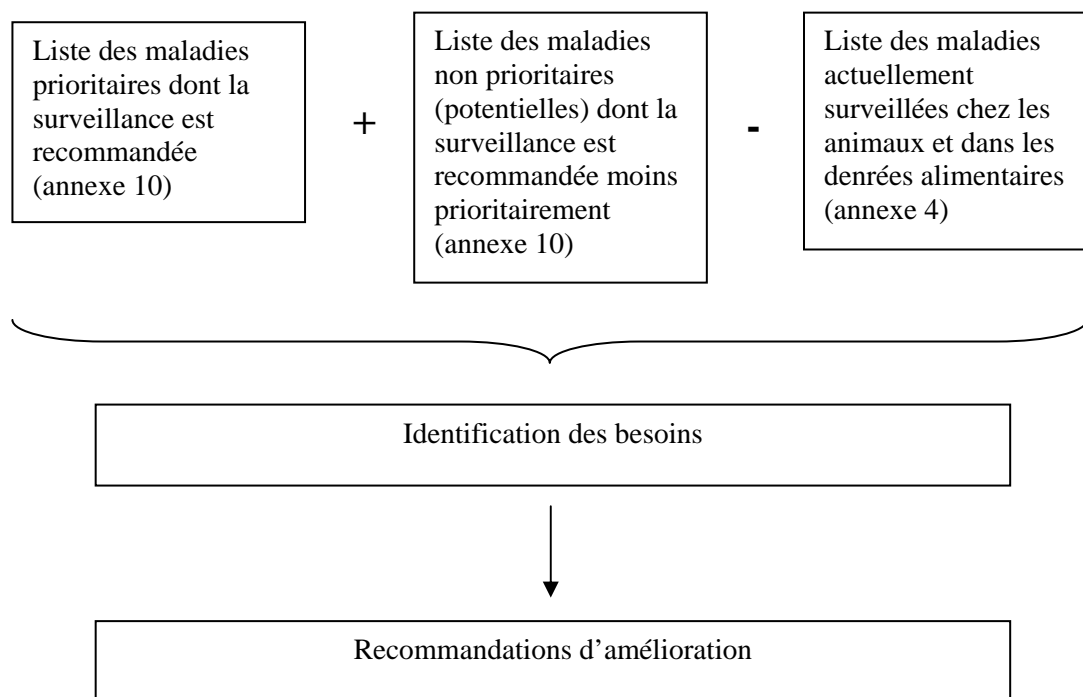 Liste des maladies
prioritaires dont la
surveillance est
recommandée
(annexe 10)
+
Liste des maladies
non prioritaires
(potentielles) dont la
surveillance est
recommandée moins
prioritairement
(annexe 10)
-
Liste des maladies
actuellement
surveillées chez les
animaux et dans les
denrées alimentaires
(annexe 4)
Identification des besoins
Recommandations d’amélioration